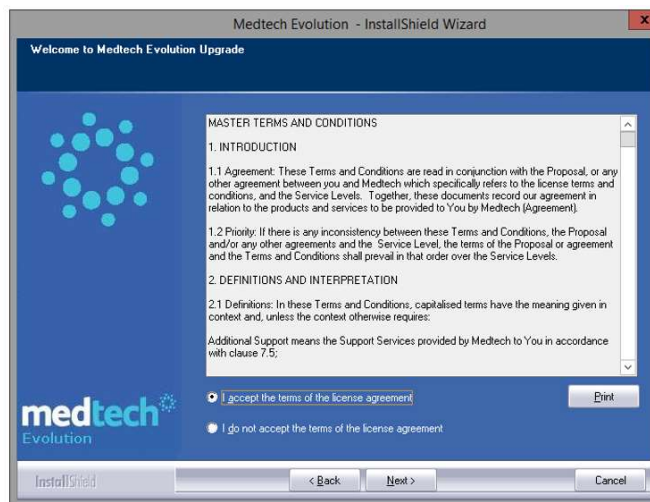 Medtech Evolution - InstallShield Wizard
x
Welcome to Medtech Evolution Upgrade
MASTER TERMS AND CONDITIONS
1. INTRODUCTION
1.1 Agreement: These Terms and Conditions are read in conjunction with the Proposal, or any
other agreement between you and Medtech which specifically refers to the license terms and
conditions, and the Service Levels. Together, these documents record our agreement in
relation to the products and services to be provided to You by Medtech (Agreement).
1.2 Priority: If there is any inconsistency between these Terms and Conditions, the Proposal
and/or any other agreements and the Service Level, the terms of the Proposal or agreement
and the Terms and Conditions shall prevail in that order over the Service Levels.
2. DEFINITIONS AND INTERPRETATION
2.1 Definitions: In these Terms and Conditions, capitalised terms have the meaning given in
context and, unless the context otherwise requires:
Additional Support means the Support Services provided by Medtech to You in accordance
with clause 7.5;
I accept the terms of the license agreement
Print
I do not accept the terms of the license agreement
medtech
Evolution
InstallShield
< Back
Next >
Cancel